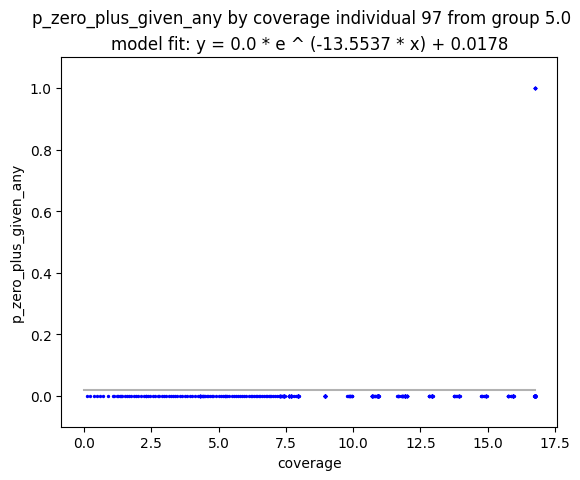 p_zero_plus_given_any by coverage individual 97 from group 5.0
model fit: y = 0.0 * e ^ (-13.5537 * x) + 0.0178
1.0
0.8
0.6
0.4
0.2
0.0
p_zero_plus_given_any
0.0 2.5 5.0 7.5 10.0 12.5 15.0 17.5
coverage